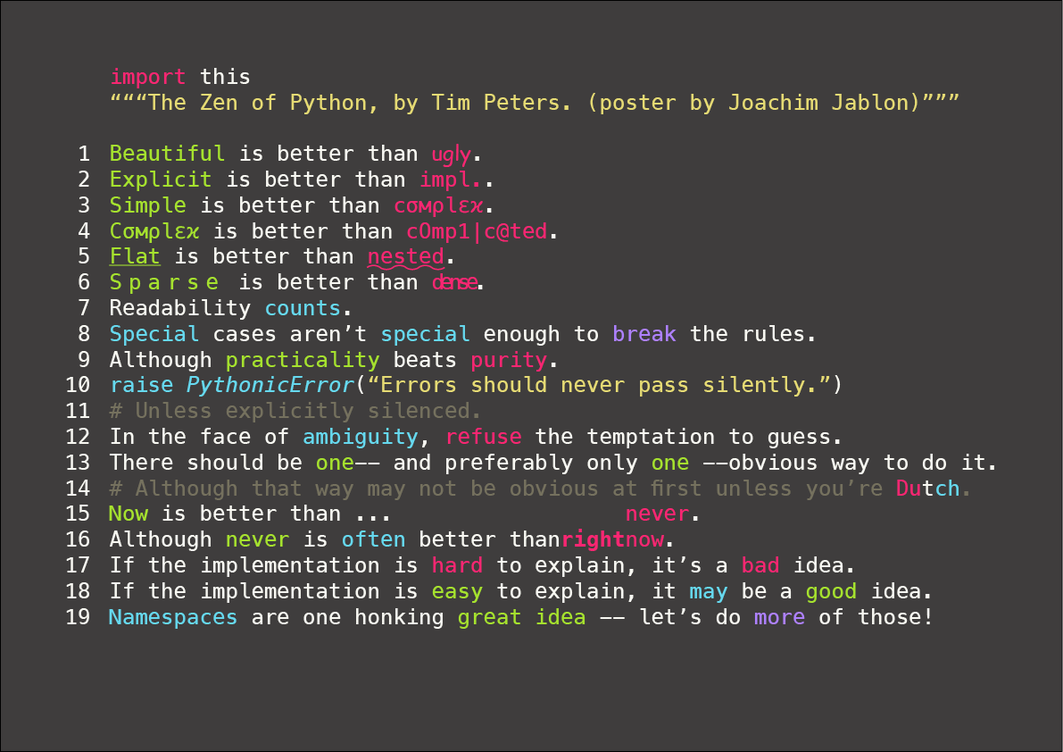 import this
“““The Zen of Python, by Tim Peters. (poster by Joachim Jablon)”””
1 Beautiful is better than ugly.
2 Explicit is better than impl..
3 Simple is better than cσмρlεϰ.
4 Cσмρlεϰ is better than cOmp1|c@ted.
5 Flat is better than nested.
6 Sparse is better than dense.
7 Readability counts.
8 Special cases aren’t special enough to break the rules.
9 Although practicality beats purity.
10 raise PythonicError(“Errors should never pass silently.”)
11 # Unless explicitly silenced.
12 In the face of ambiguity, refuse the temptation to guess.
13 There should be one—— and preferably only one ——obvious way to do it.
14 # Although that way may not be obvious at first unless you’re Dutch.
15 Now is better than ... never.
16 Although never is often better thanrightnow.
17 If the implementation is hard to explain, it’s a bad idea.
18 If the implementation is easy to explain, it may be a good idea.
19 Namespaces are one honking great idea —— let’s do more of those!